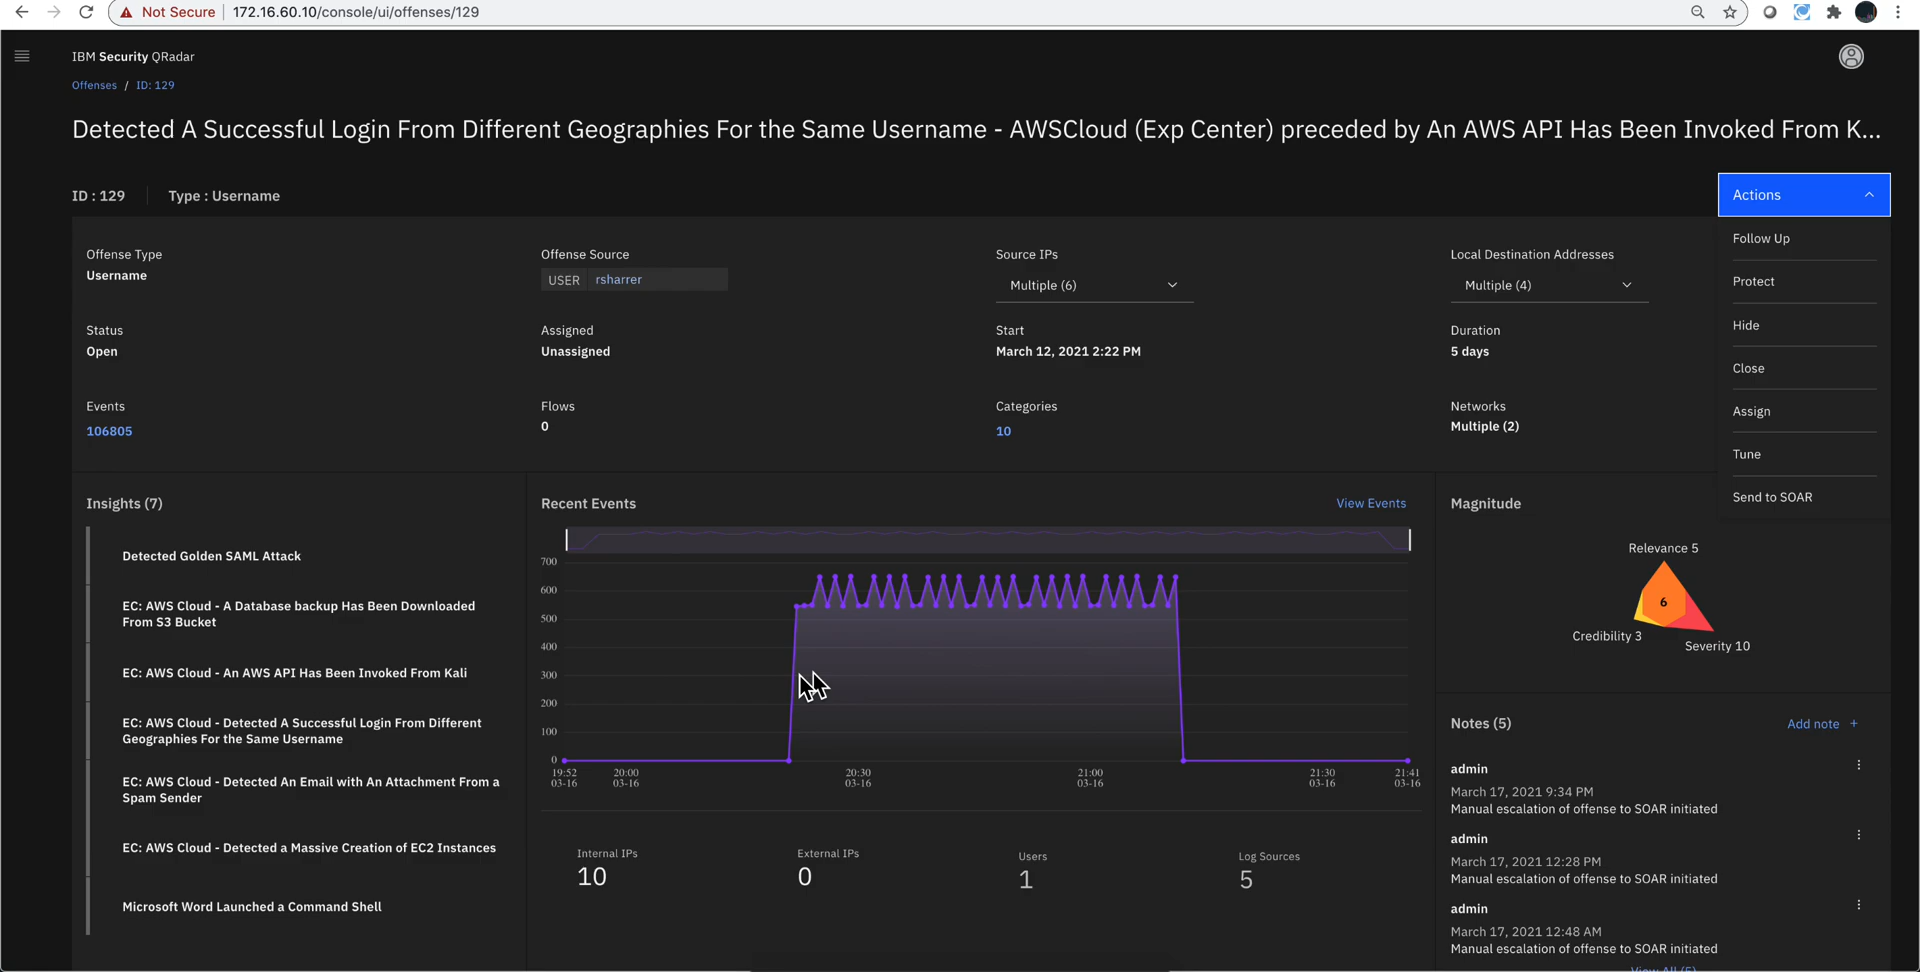 Not Secure
172.16.60.10/console/ui/offenses/129
IBM Security QRadar
Offenses / ID: 129
Detected A Successful Login From Different Geographies For the Same Username - AWSCloud (Exp Center) preceded by An AWS API Has Been Invoked From K...
ID : 129
Type : Username
Actions
Follow Up
Protect
Hide
Close
Assign
Tune
Send to SOAR
Offense Type
Username
Offense Source
USER rsharrer
Source IPs
Multiple (6)
Local Destination Addresses
Multiple (4)
Status
Open
Assigned
Unassigned
Start
March 12, 2021 2:22 PM
Duration
5 days
Events
106805
Flows
0
Categories
10
Networks
Multiple (2)
Insights (7)
Detected Golden SAML Attack
EC: AWS Cloud - A Database backup Has Been Downloaded
From S3 Bucket
EC: AWS Cloud - An AWS API Has Been Invoked From Kali
EC: AWS Cloud - Detected A Successful Login From Different
Geographies For the Same Username
EC: AWS Cloud - Detected An Email with An Attachment From a
Spam Sender
EC: AWS Cloud - Detected a Massive Creation of EC2 Instances
Microsoft Word Launched a Command Shell
Recent Events
View Events
700
600
500
400
300
200
100
0
19:52 20:00 20:30 21:00 21:30 21:41
03-16 03-16 03-16 03-16 03-16 03-16
Internal IPs
10
External IPs
0
Users
1
Log Sources
5
Magnitude
Relevance 5
6
Credibility 3
Severity 10
Notes (5)
Add note +
admin
March 17, 2021 9:34 PM
Manual escalation of offense to SOAR initiated
admin
March 17, 2021 12:28 PM
Manual escalation of offense to SOAR initiated
admin
March 17, 2021 12:48 AM
Manual escalation of offense to SOAR initiated
View All (5)